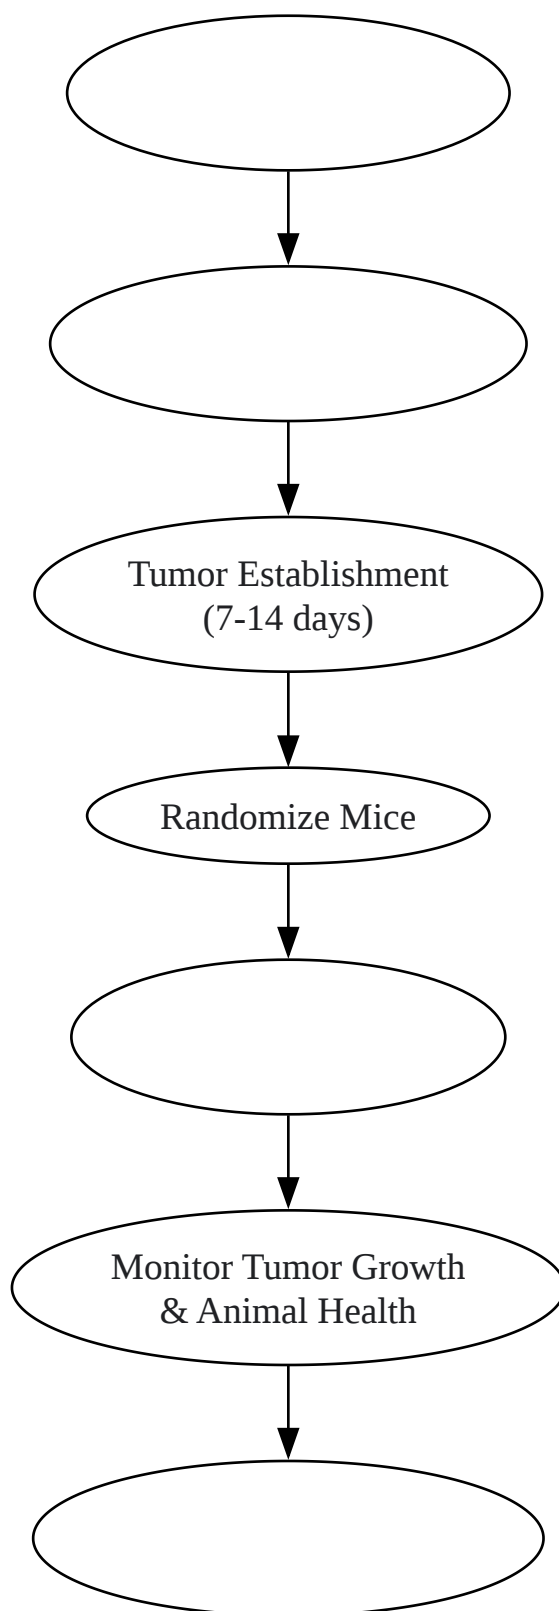 Tumor Establishment
(7-14 days)
Randomize Mice
Monitor Tumor Growth
& Animal Health